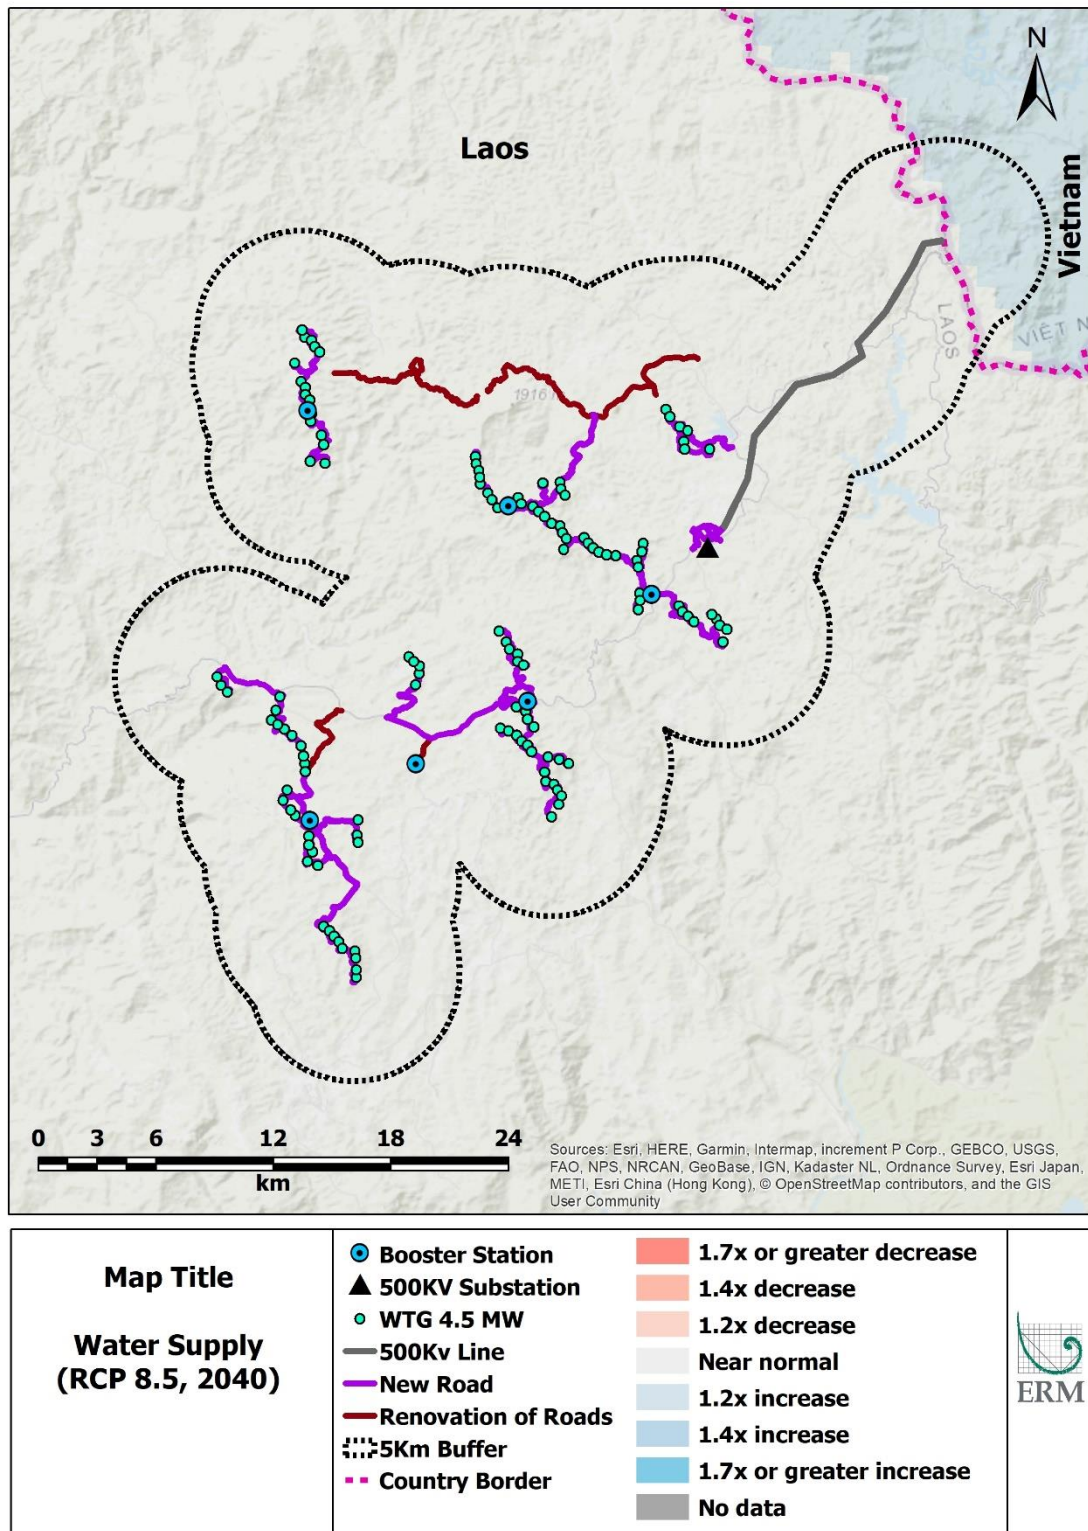 N
Laos
Vietnam
LAOS
VIỆT N
1916
0 3 6 12 18 24
km
Sources: Esri, HERE, Garmin, Intermap, increment P Corp., GEBCO, USGS,
FAO, NPS, NRCAN, GeoBase, IGN, Kadaster NL, Ordnance Survey, Esri Japan,
METI, Esri China (Hong Kong), © OpenStreetMap contributors, and the GIS
User Community
Map Title
Water Supply
(RCP 8.5, 2040)
Booster Station
500KV Substation
WTG 4.5 MW
500Kv Line
New Road
Renovation of Roads
5Km Buffer
Country Border
1.7x or greater decrease
1.4x decrease
1.2x decrease
Near normal
1.2x increase
1.4x increase
1.7x or greater increase
No data
ERM